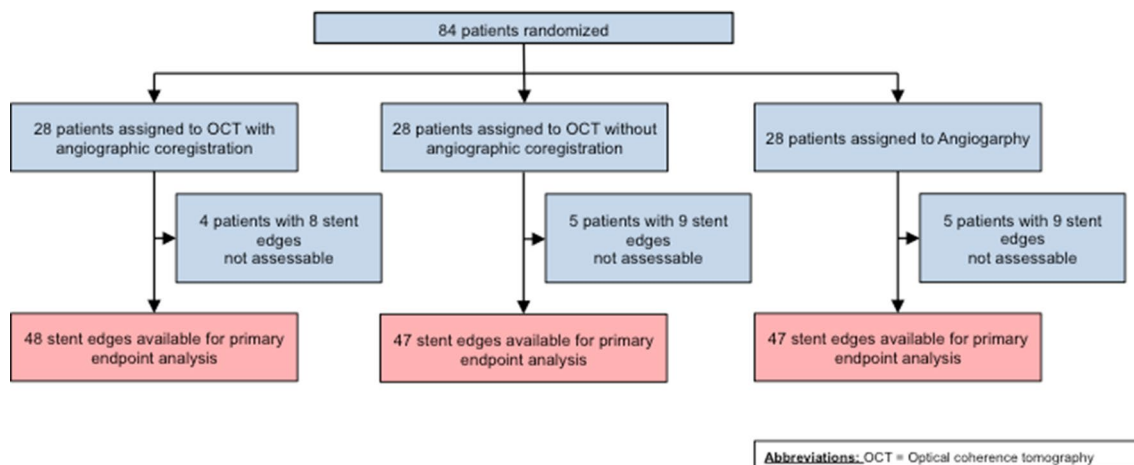 84 patients randomized
28 patients assigned to OCT with
angiographic coregistration
28 patients assigned to OCT without
angiographic coregistration
28 patients assigned to Angiogarphy
4 patients with 8 stent
edges
not assessable
5 patients with 9 stent
edges
not assessable
5 patients with 9 stent
edges
not assessable
48 stent edges available for primary
endpoint analysis
47 stent edges available for primary
endpoint analysis
47 stent edges available for primary
endpoint analysis
Abbreviations: OCT = Optical coherence tomography